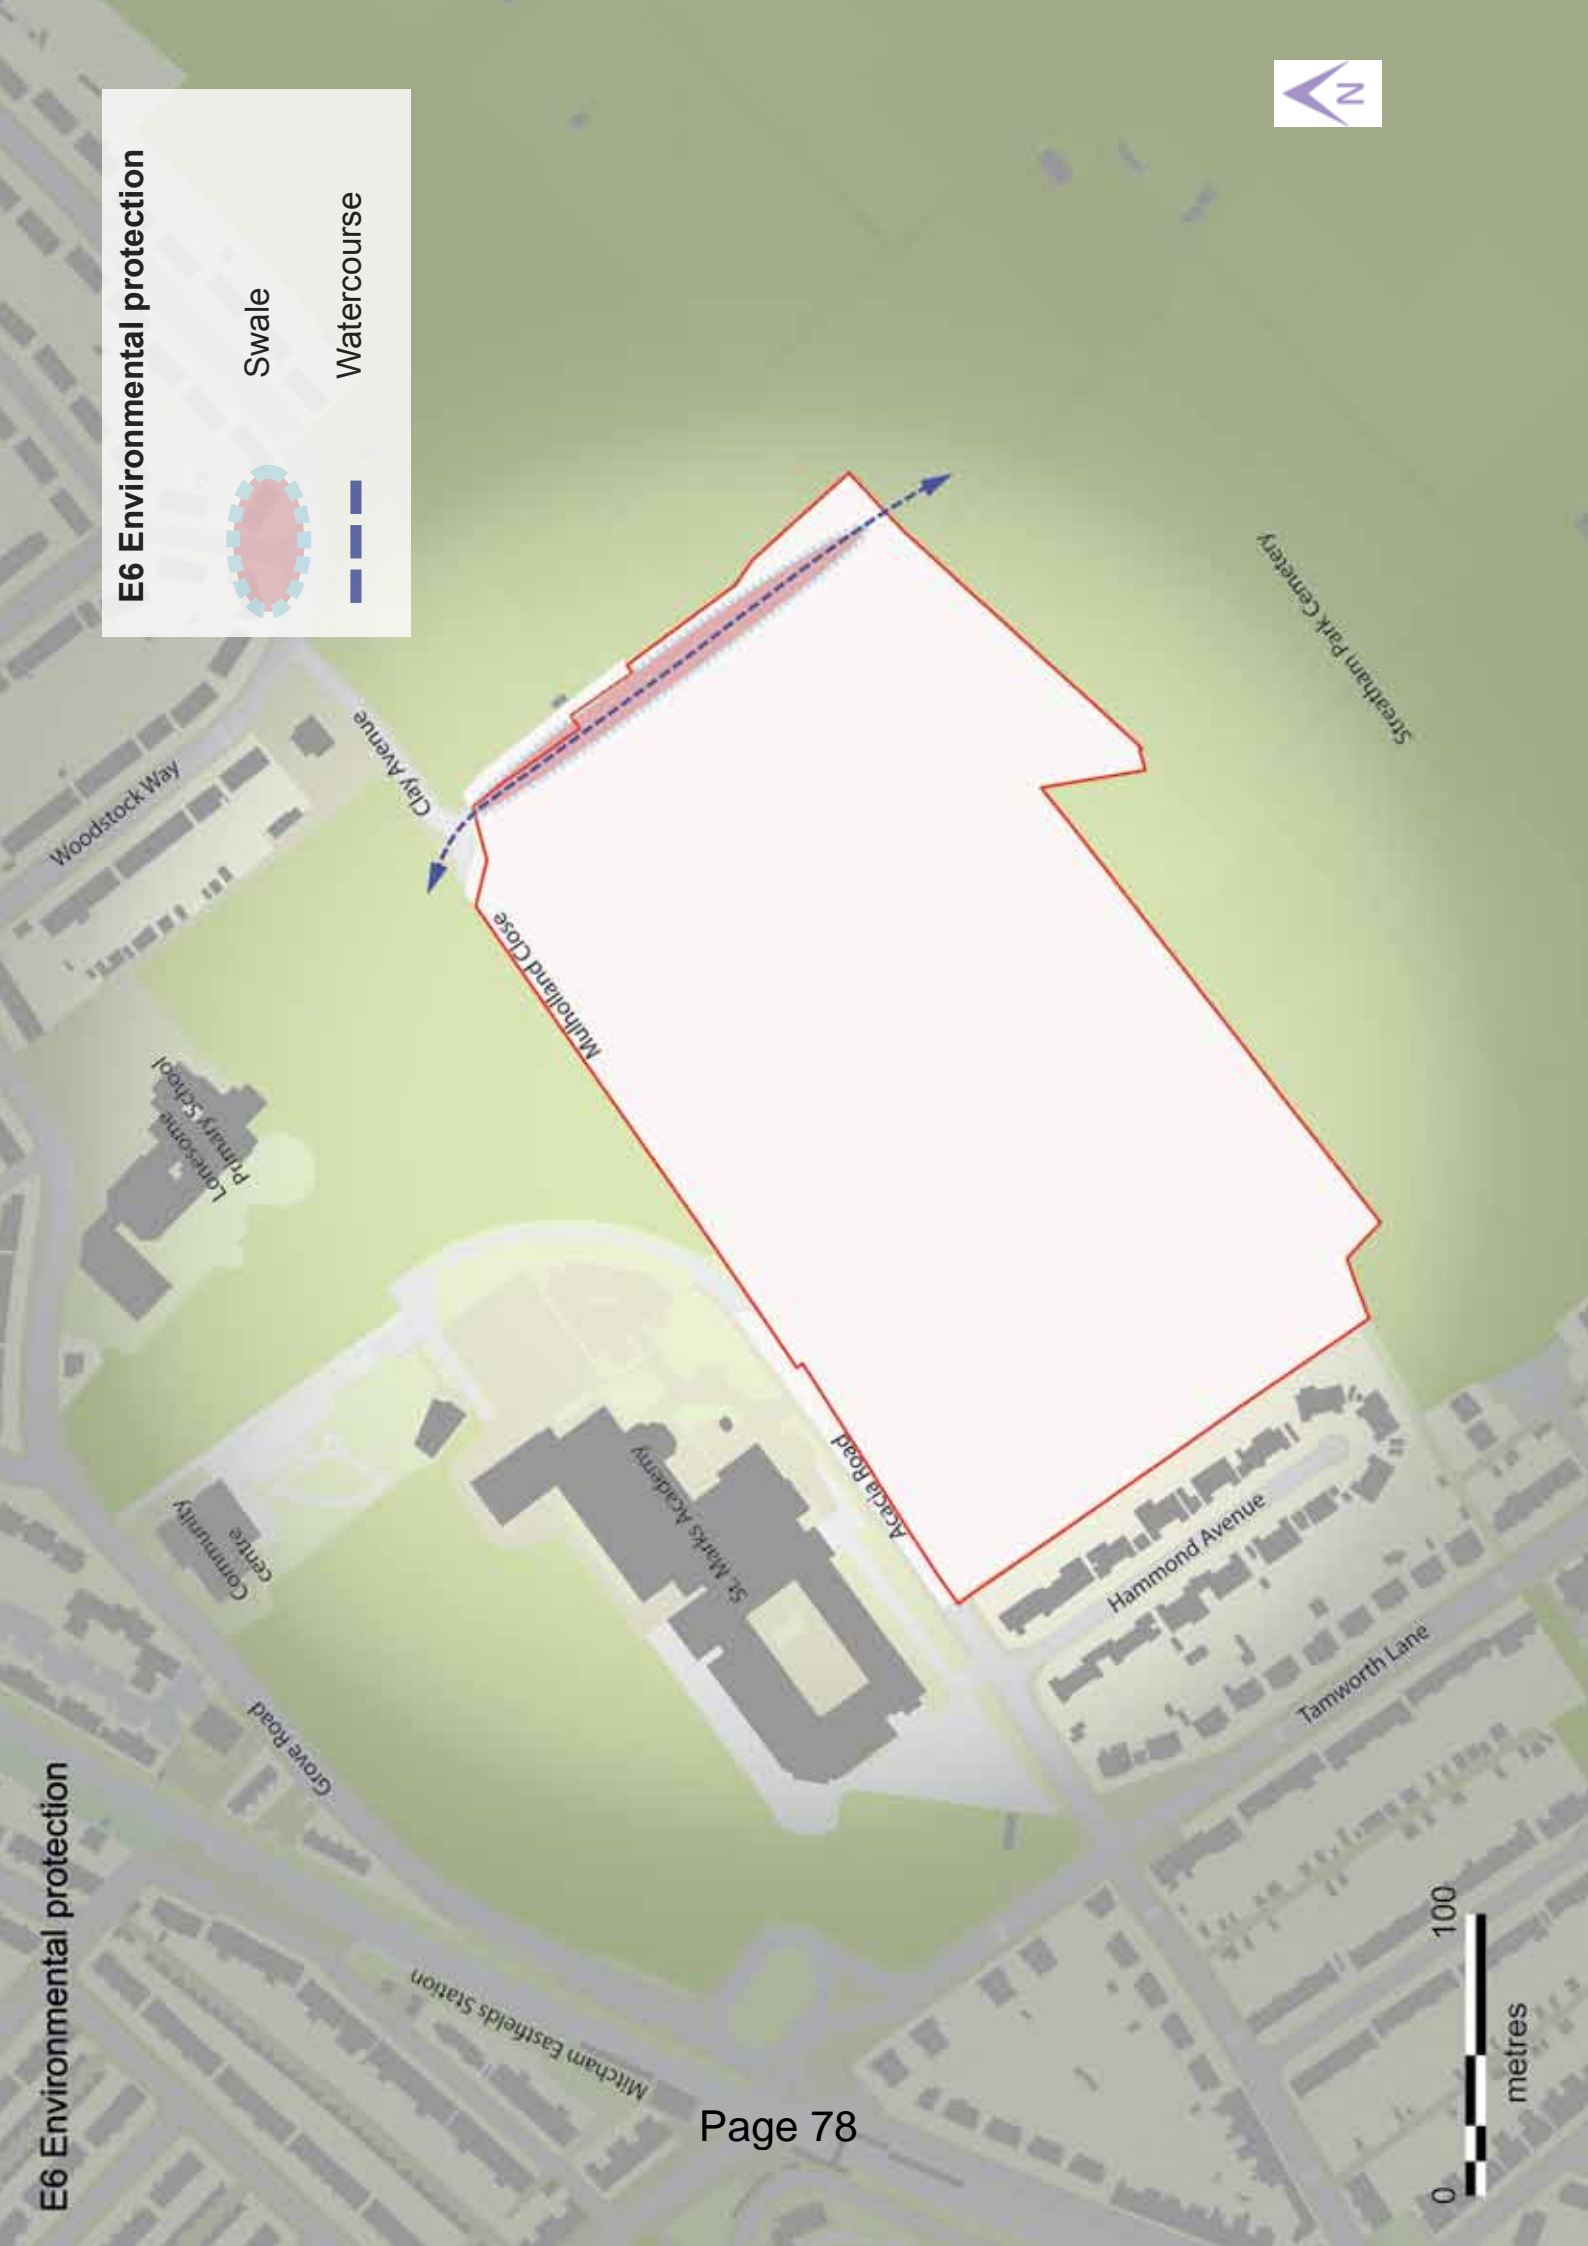 E6 Environmental protection
E6 Environmental protection
Swale
Watercourse
N
Woodstock Way
Clay Avenue
Mulholland Close
Lonesome
Primary School
Community
centre
St. Marks Academy
Acacia Road
Hammond Avenue
Tamworth Lane
Grove Road
Mitcham Eastfields Station
Streatham Park Cemetery
0
100
metres
Page 78